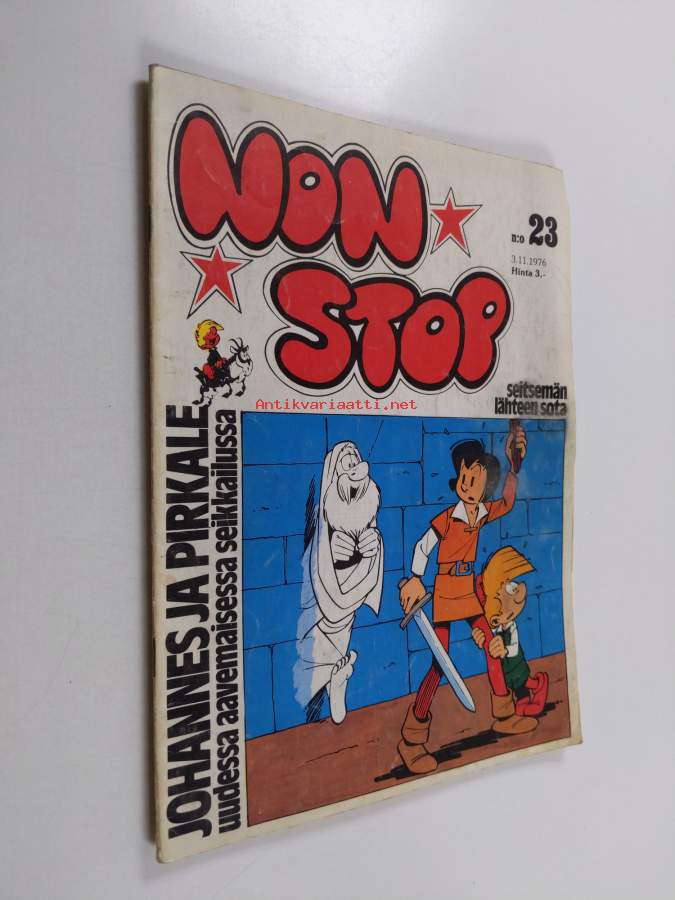 NON
STOP
n:o 23
3.11.1976
Hinta 3,-
seitsemän
lähteen sota
Antikvariaatti.net
JOHANNES JA PIRKALE
uudessa aavemaisessa seikkailussa